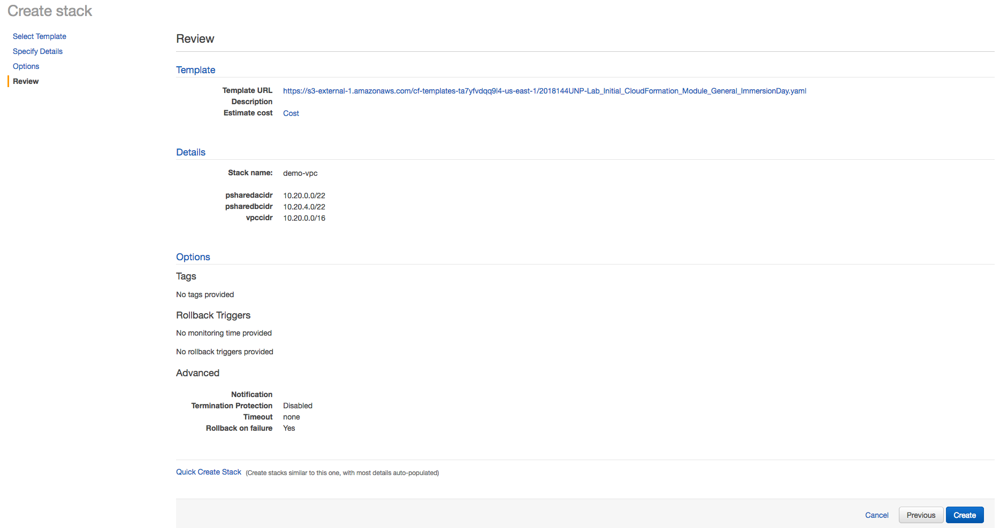 Create stack
Select Template
Specify Details
Options
Review
Review
Template
Template URL https://s3-external-1.amazonaws.com/cf-templates-ta7yfvdqq9l4-us-east-1/2018144UNP-Lab_Initial_CloudFormation_Module_General_ImmersionDay.yaml
Description
Estimate cost Cost
Details
Stack name: demo-vpc
psharedacidr 10.20.0.0/22
psharedbcidr 10.20.4.0/22
vpccidr 10.20.0.0/16
Options
Tags
No tags provided
Rollback Triggers
No monitoring time provided
No rollback triggers provided
Advanced
Notification
Termination Protection Disabled
Timeout none
Rollback on failure Yes
Quick Create Stack (Create stacks similar to this one, with most details auto-populated)
Cancel Previous Create